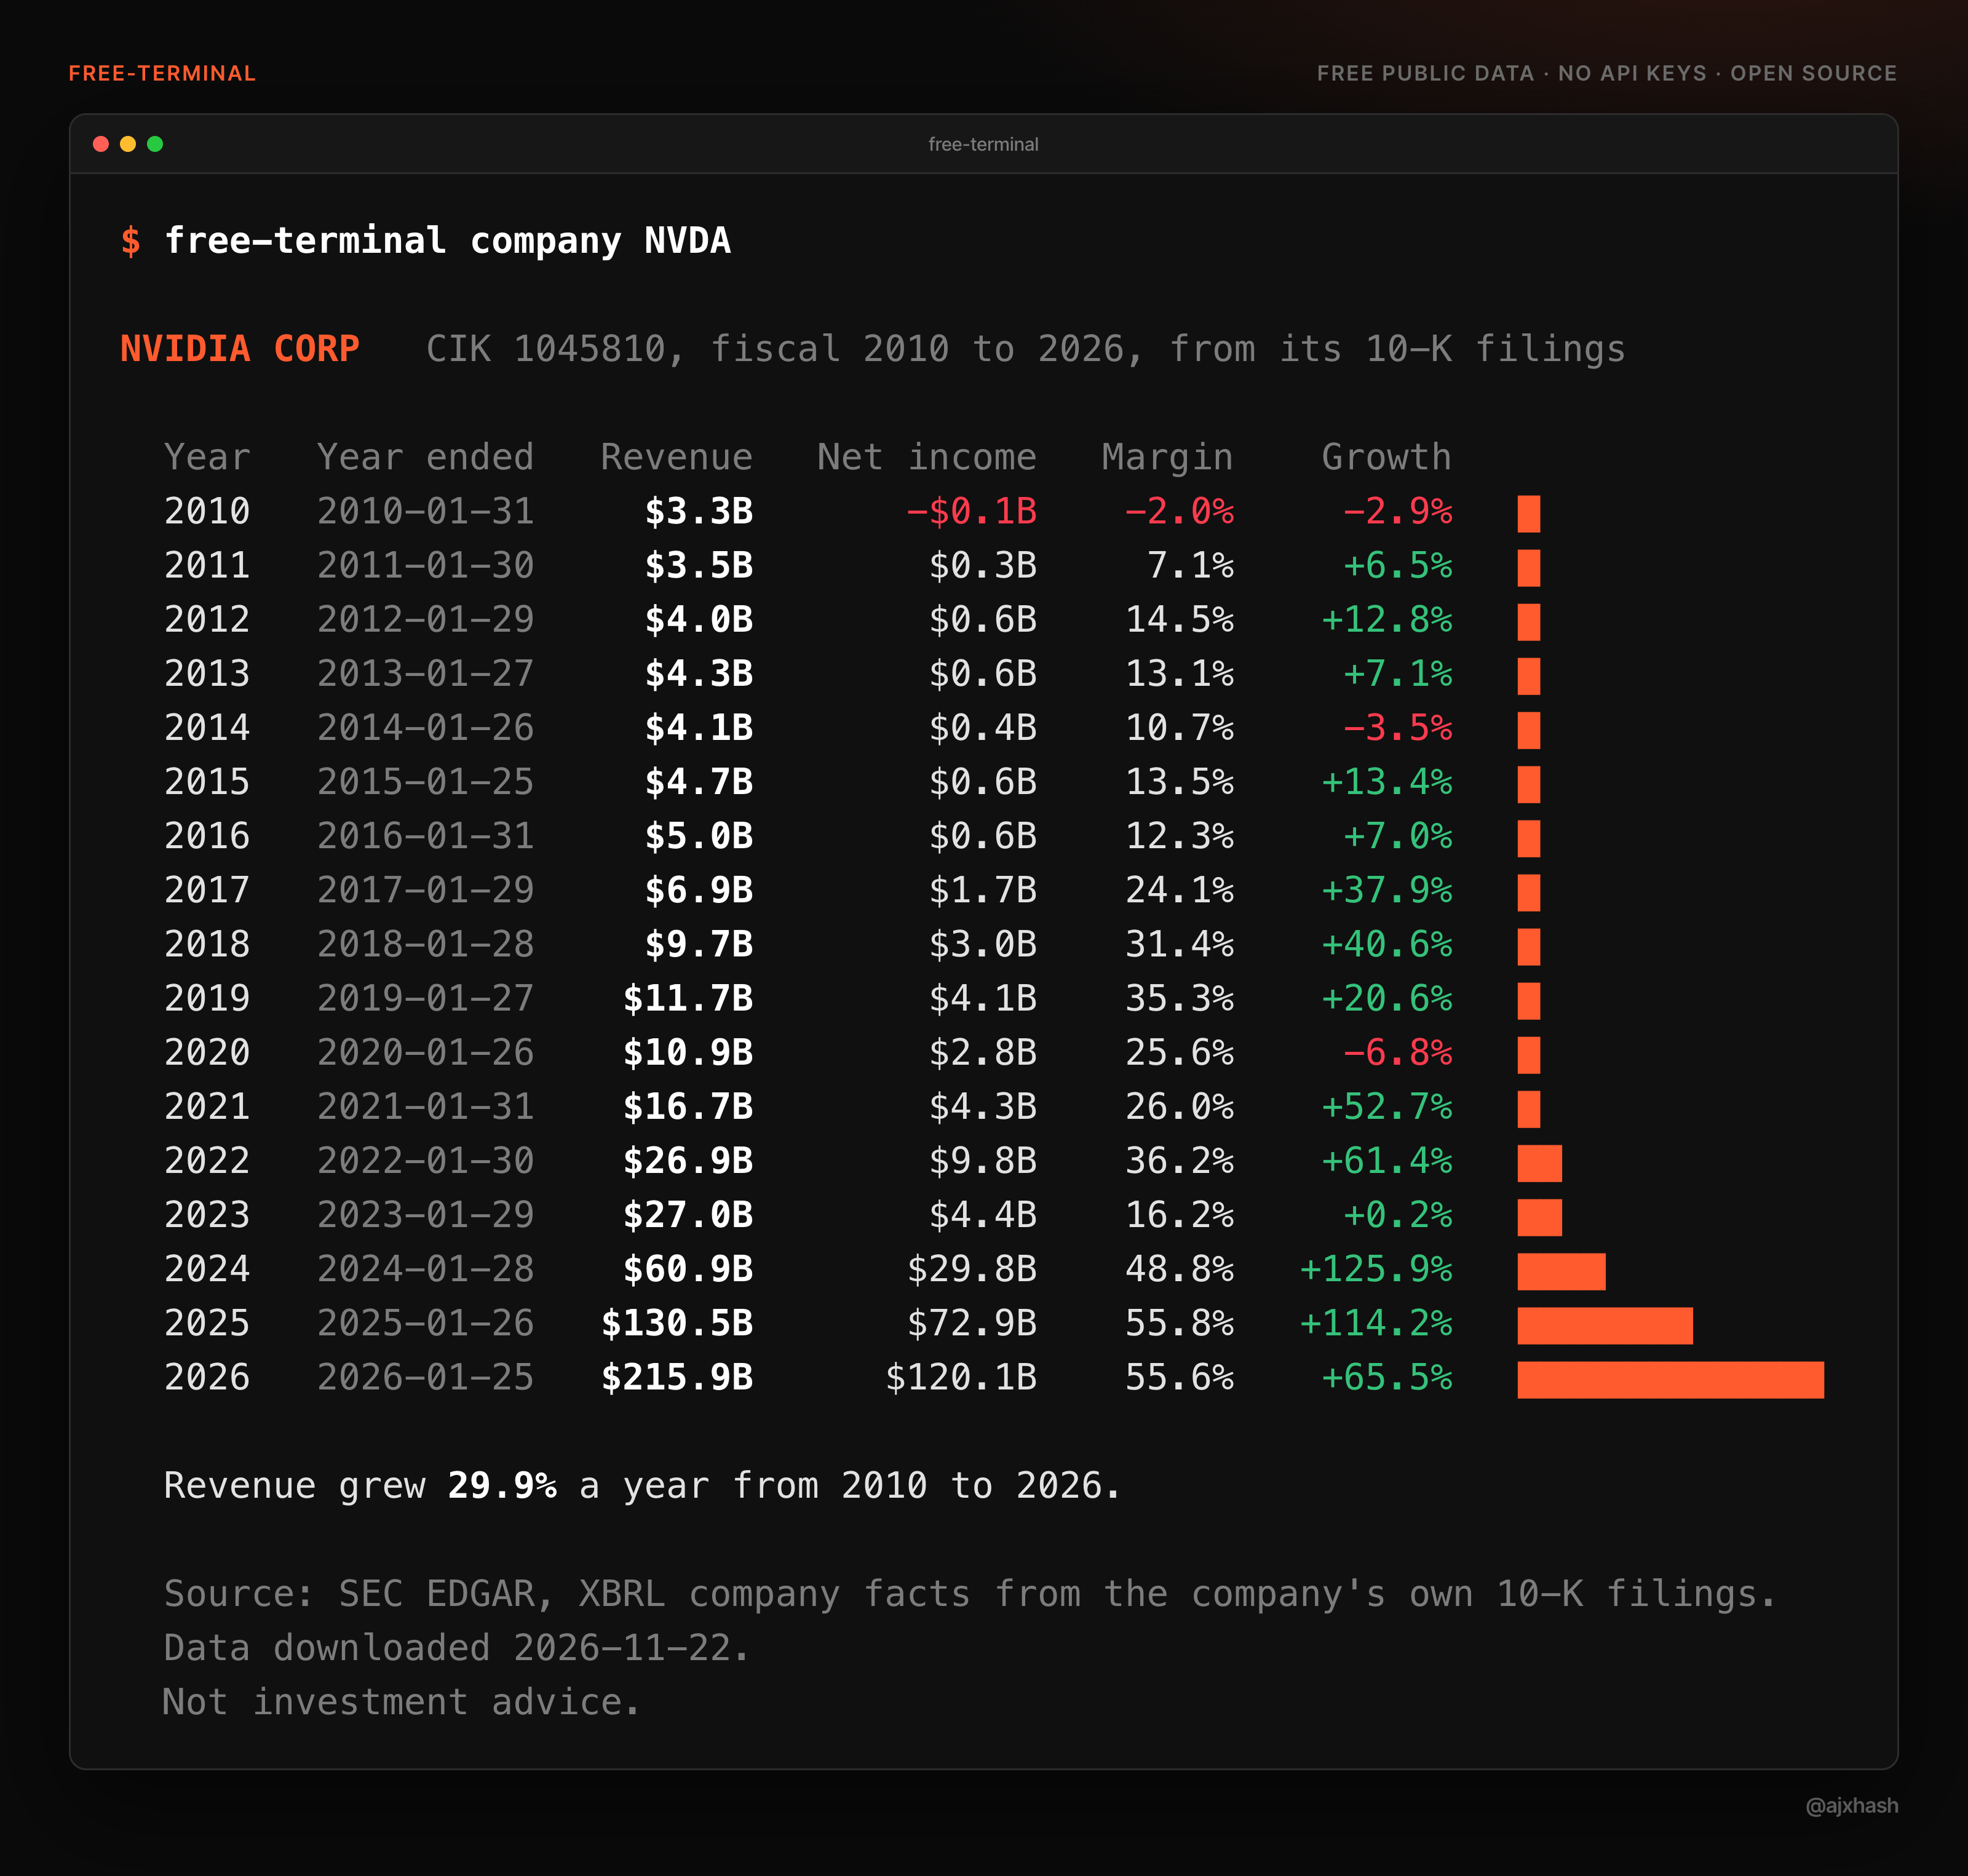 FREE-TERMINAL
FREE PUBLIC DATA · NO API KEYS · OPEN SOURCE
free-terminal
$ free-terminal company NVDA
NVIDIA CORP CIK 1045810, fiscal 2010 to 2026, from its 10-K filings
Year Year ended Revenue Net income Margin Growth
2010 2010-01-31 $3.3B -$0.1B -2.0% -2.9%
2011 2011-01-30 $3.5B $0.3B 7.1% +6.5%
2012 2012-01-29 $4.0B $0.6B 14.5% +12.8%
2013 2013-01-27 $4.3B $0.6B 13.1% +7.1%
2014 2014-01-26 $4.1B $0.4B 10.7% -3.5%
2015 2015-01-25 $4.7B $0.6B 13.5% +13.4%
2016 2016-01-31 $5.0B $0.6B 12.3% +7.0%
2017 2017-01-29 $6.9B $1.7B 24.1% +37.9%
2018 2018-01-28 $9.7B $3.0B 31.4% +40.6%
2019 2019-01-27 $11.7B $4.1B 35.3% +20.6%
2020 2020-01-26 $10.9B $2.8B 25.6% -6.8%
2021 2021-01-31 $16.7B $4.3B 26.0% +52.7%
2022 2022-01-30 $26.9B $9.8B 36.2% +61.4%
2023 2023-01-29 $27.0B $4.4B 16.2% +0.2%
2024 2024-01-28 $60.9B $29.8B 48.8% +125.9%
2025 2025-01-26 $130.5B $72.9B 55.8% +114.2%
2026 2026-01-25 $215.9B $120.1B 55.6% +65.5%
Revenue grew 29.9% a year from 2010 to 2026.
Source: SEC EDGAR, XBRL company facts from the company's own 10-K filings.
Data downloaded 2026-11-22.
Not investment advice.
@ajxhash